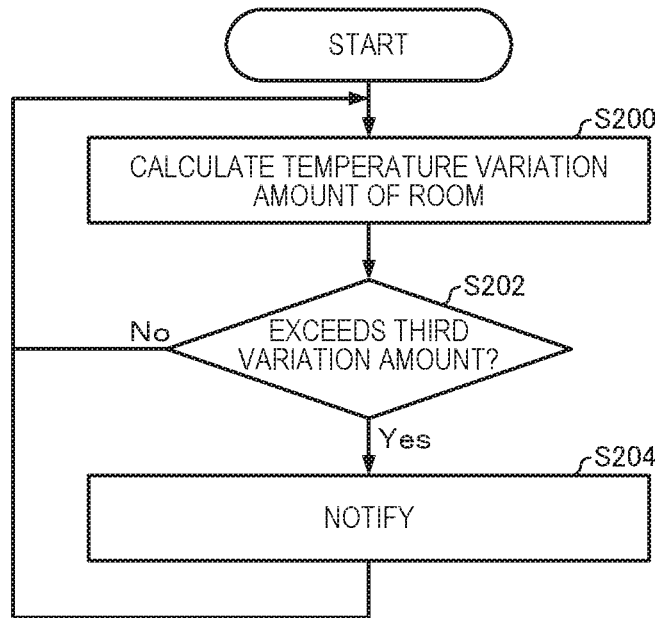 START
S200
CALCULATE TEMPERATURE VARIATION
AMOUNT OF ROOM
S202
EXCEEDS THIRD
VARIATION AMOUNT?
No
Yes
S204
NOTIFY